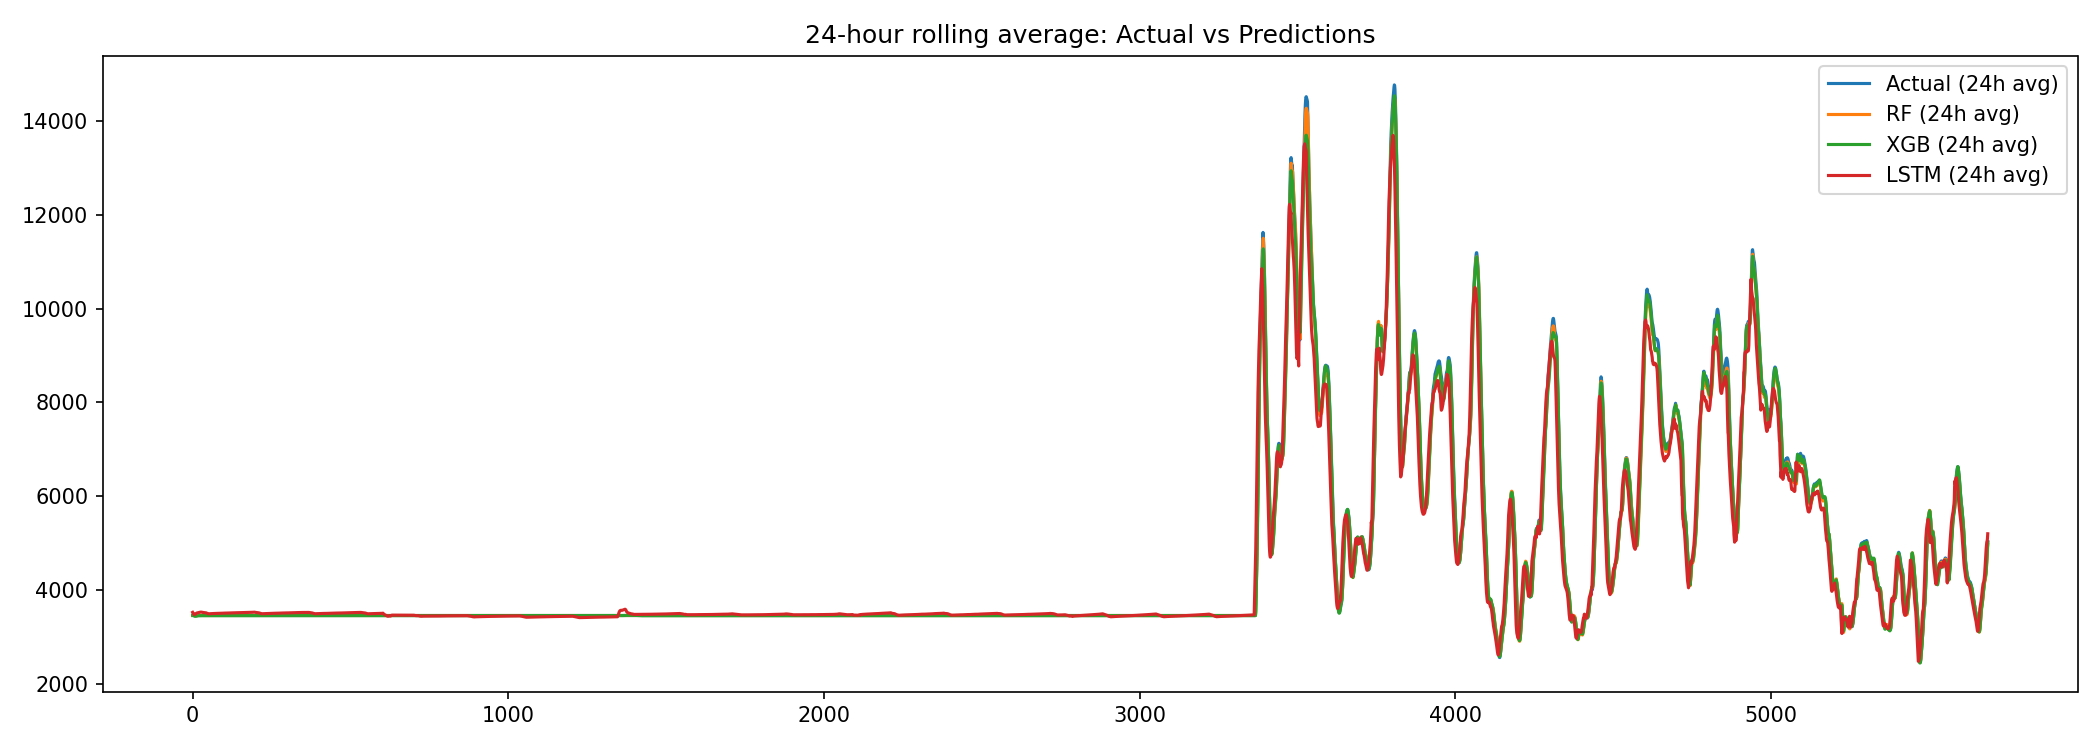 24-hour rolling average: Actual vs Predictions
Actual (24h avg)
RF (24h avg)
XGB (24h avg)
LSTM (24h avg)
14000
12000
10000
8000
6000
4000
2000
0 1000 2000 3000 4000 5000